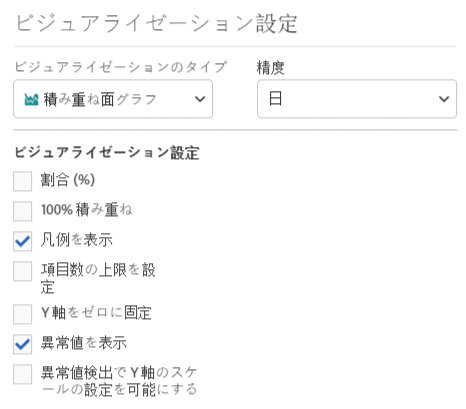 ビジュアライゼーション設定
ビジュアライゼーションのタイプ
精度
積み重ね面グラフ
日
ビジュアライゼーション設定
割合 (%)
100% 積み重ね
凡例を表示
項目数の上限を設
定
Y 軸をゼロに固定
異常値を表示
異常値検出で Y 軸のスケ
ールの設定を可能にする